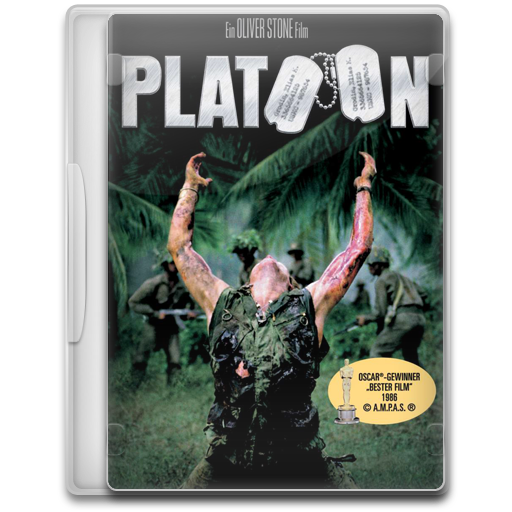 Ein OLIVER STONE Film
PLATOON
OSCAR®-GEWINNER
„BESTER FILM"
1986
© A.M.P.A.S. ®